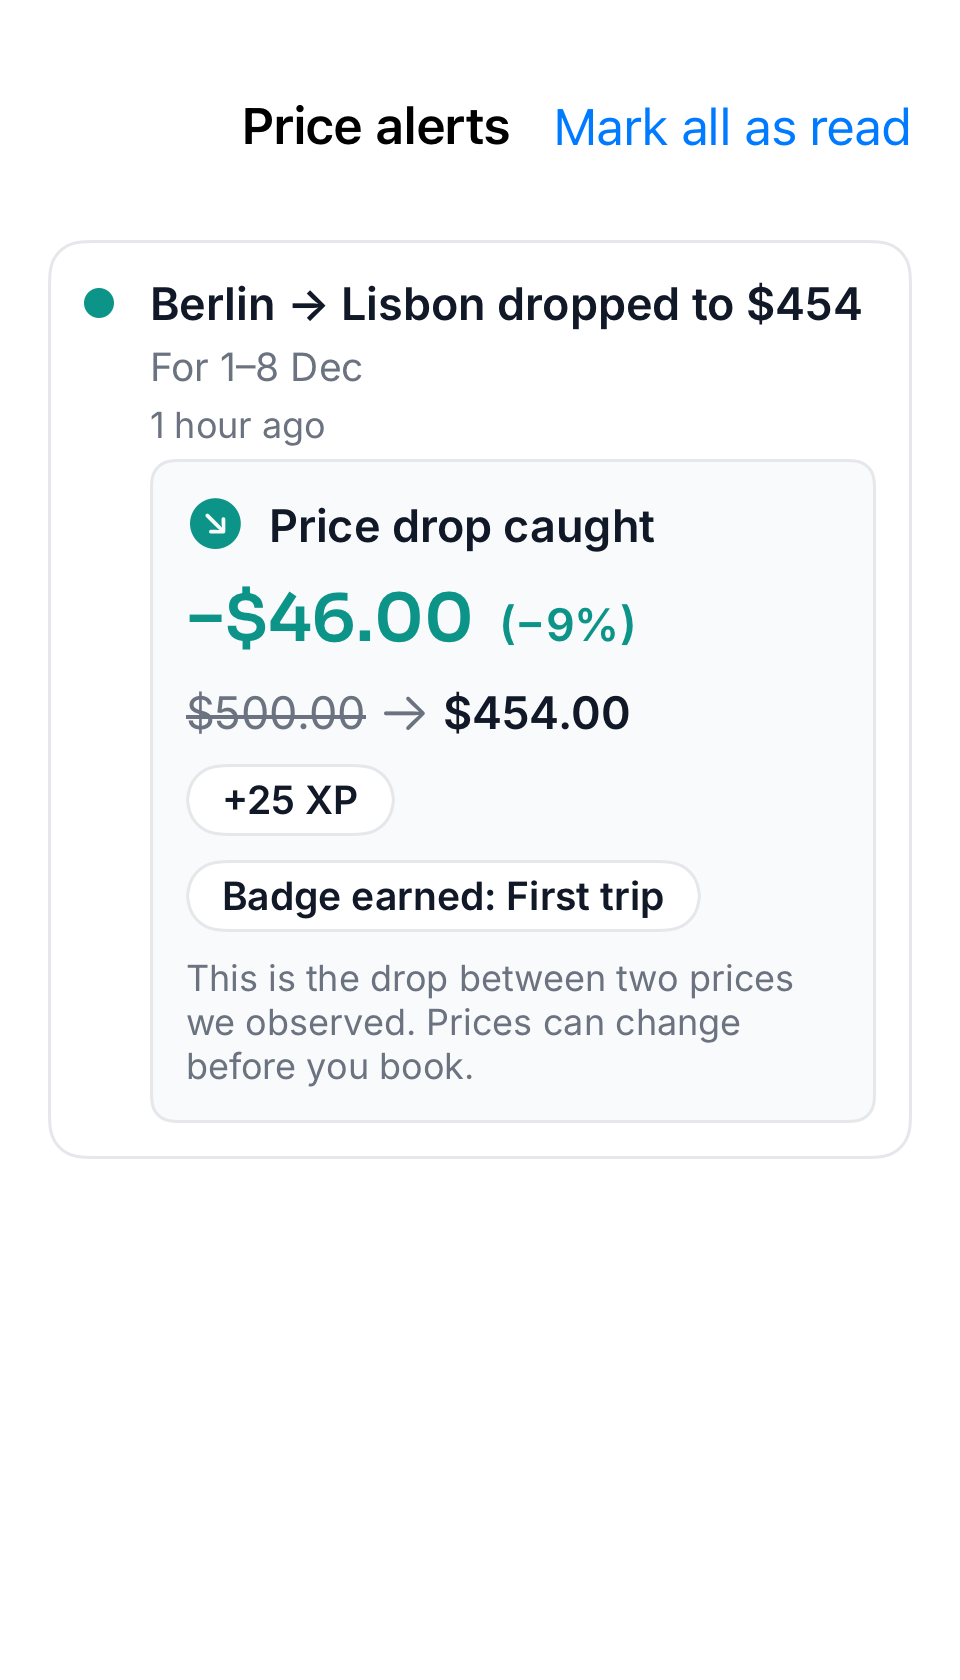 Price alerts Mark all as read
Berlin → Lisbon dropped to $454
For 1–8 Dec
1 hour ago
Price drop caught
−$46.00 (−9%)
$500.00 → $454.00
+25 XP
Badge earned: First trip
This is the drop between two prices
we observed. Prices can change
before you book.